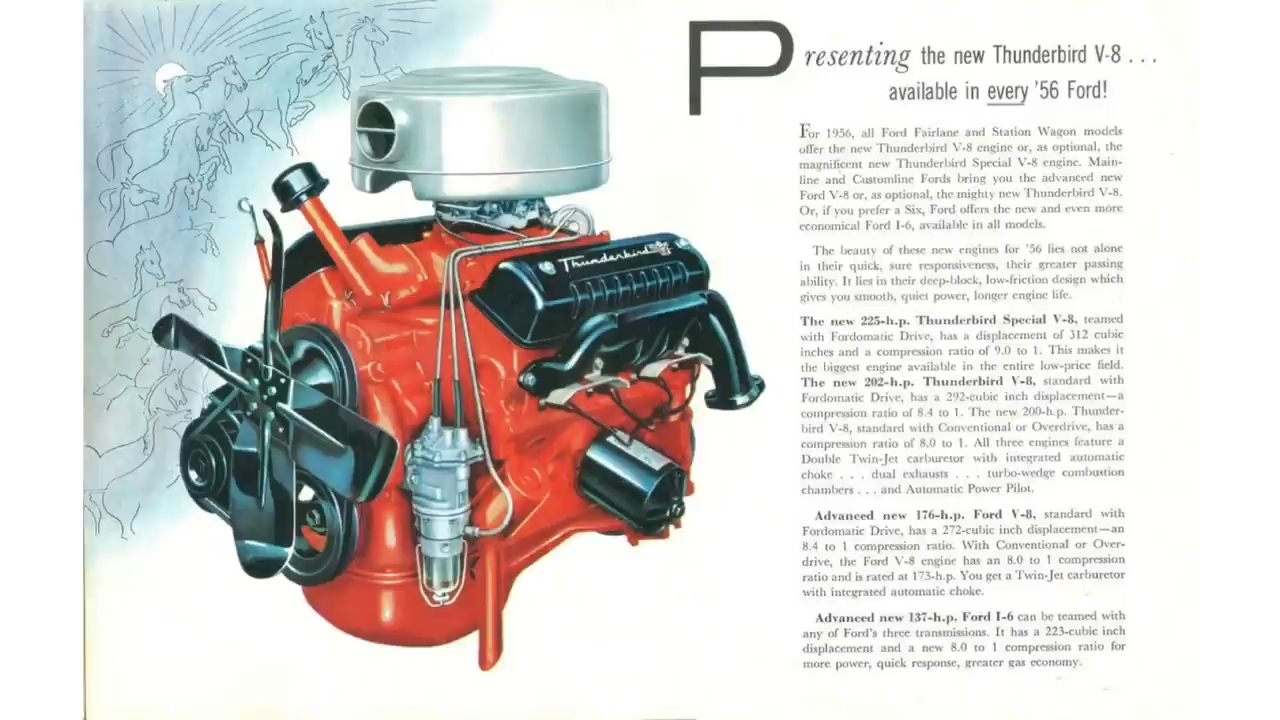 Presenting the new Thunderbird V-8 . . .
available in every '56 Ford!
For 1956, all Ford Fairlane and Station Wagon models
offer the new Thunderbird V-8 engine or, as optional, the
magnificent new Thunderbird Special V-8 engine. Main-
line and Customline Fords bring you the advanced new
Ford V-8 or, as optional, the mighty new Thunderbird V-8.
Or, if you prefer a Six, Ford offers the new and even more
economical Ford I-6, available in all models.
The beauty of these new engines for '56 lies not alone
in their quick, sure responsiveness, their greater passing
ability. It lies in their deep-block, low-friction design which
gives you smooth, quiet power, longer engine life.
The new 225-h.p. Thunderbird Special V-8, teamed
with Fordomatic Drive, has a displacement of 312 cubic
inches and a compression ratio of 9.0 to 1. This makes it
the biggest engine available in the entire low-price field.
The new 202-h.p. Thunderbird V-8, standard with
Fordomatic Drive, has a 292-cubic inch displacement—a
compression ratio of 8.4 to 1. The new 200-h.p. Thunder-
bird V-8, standard with Conventional or Overdrive, has a
compression ratio of 8.0 to 1. All three engines feature a
Double Twin-Jet carburetor with integrated automatic
choke . . . dual exhausts . . . turbo-wedge combustion
chambers . . . and Automatic Power Pilot.
Advanced new 176-h.p. Ford V-8, standard with
Fordomatic Drive, has a 272-cubic inch displacement—an
8.4 to 1 compression ratio. With Conventional or Over-
drive, the Ford V-8 engine has an 8.0 to 1 compression
ratio and is rated at 173-h.p. You get a Twin-Jet carburetor
with integrated automatic choke.
Advanced new 137-h.p. Ford I-6 can be teamed with
any of Ford's three transmissions. It has a 223-cubic inch
displacement and a new 8.0 to 1 compression ratio for
more power, quick response, greater gas economy.
Thunderbird